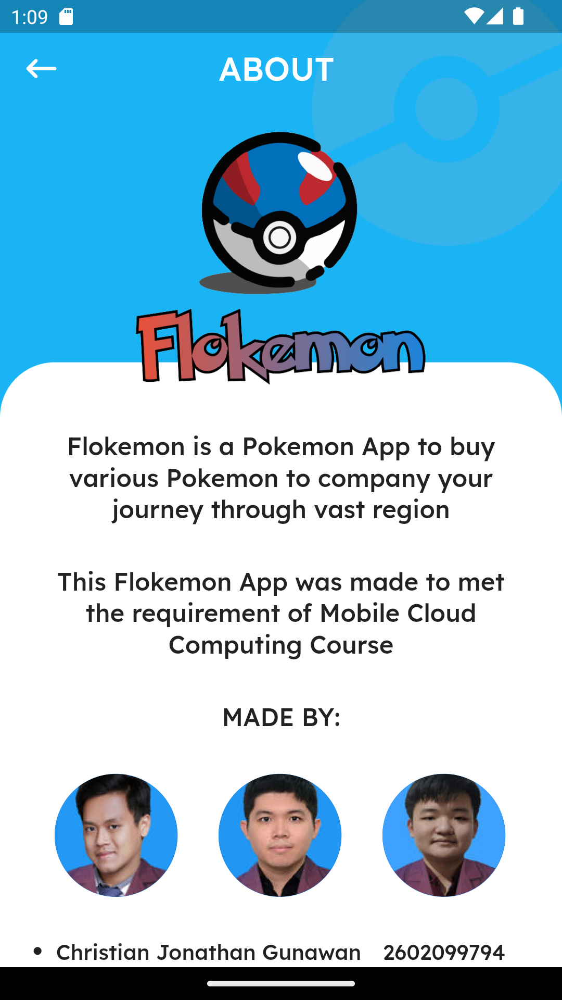 1:09
ABOUT
Flokemon
Flokemon is a Pokemon App to buy
various Pokemon to company your
journey through vast region
This Flokemon App was made to met
the requirement of Mobile Cloud
Computing Course
MADE BY:
• Christian Jonathan Gunawan 2602099794